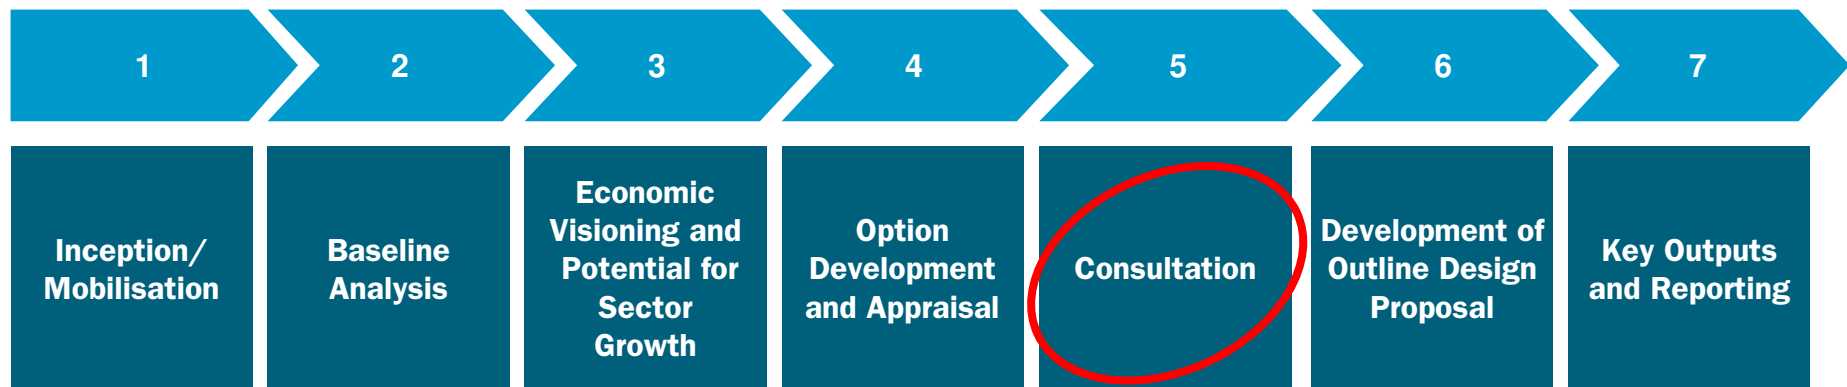 1
2
3
4
5
6
7
Inception/
Mobilisation
Baseline
Analysis
Economic
Visioning and
Potential for
Sector
Growth
Option
Development
and Appraisal
Consultation
Development of
Outline Design
Proposal
Key Outputs
and Reporting